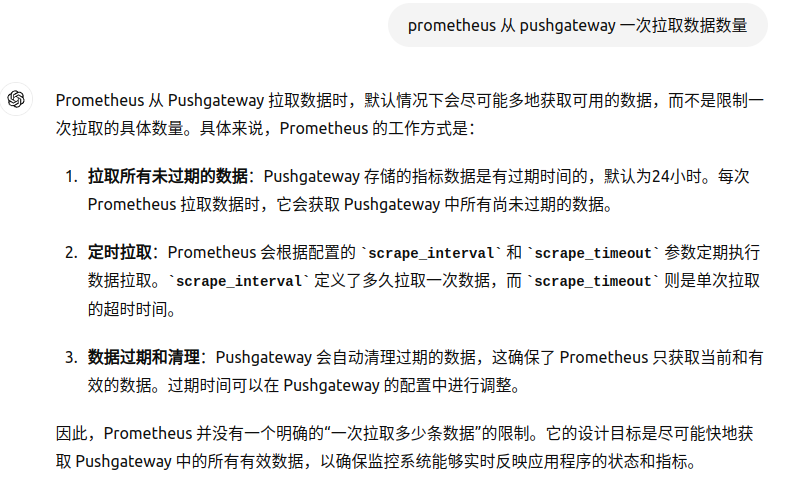 prometheus 从 pushgateway 一次拉取数据数量
Prometheus 从 Pushgateway 拉取数据时，默认情况下会尽可能多地获取可用的数据，而不是限制一
次拉取的具体数量。具体来说，Prometheus 的工作方式是：
1. 拉取所有未过期的数据：Pushgateway 存储的指标数据是有过期时间的，默认为24小时。每次
Prometheus 拉取数据时，它会获取 Pushgateway 中所有尚未过期的数据。
2. 定时拉取：Prometheus 会根据配置的 `scrape_interval` 和 `scrape_timeout` 参数定期执行
数据拉取。`scrape_interval` 定义了多久拉取一次数据，而 `scrape_timeout` 则是单次拉取
的超时时间。
3. 数据过期和清理：Pushgateway 会自动清理过期的数据，这确保了 Prometheus 只获取当前和有
效的数据。过期时间可以在 Pushgateway 的配置中进行调整。
因此，Prometheus 并没有一个明确的“一次拉取多少条数据”的限制。它的设计目标是尽可能快地获
取 Pushgateway 中的所有有效数据，以确保监控系统能够实时反映应用程序的状态和指标。